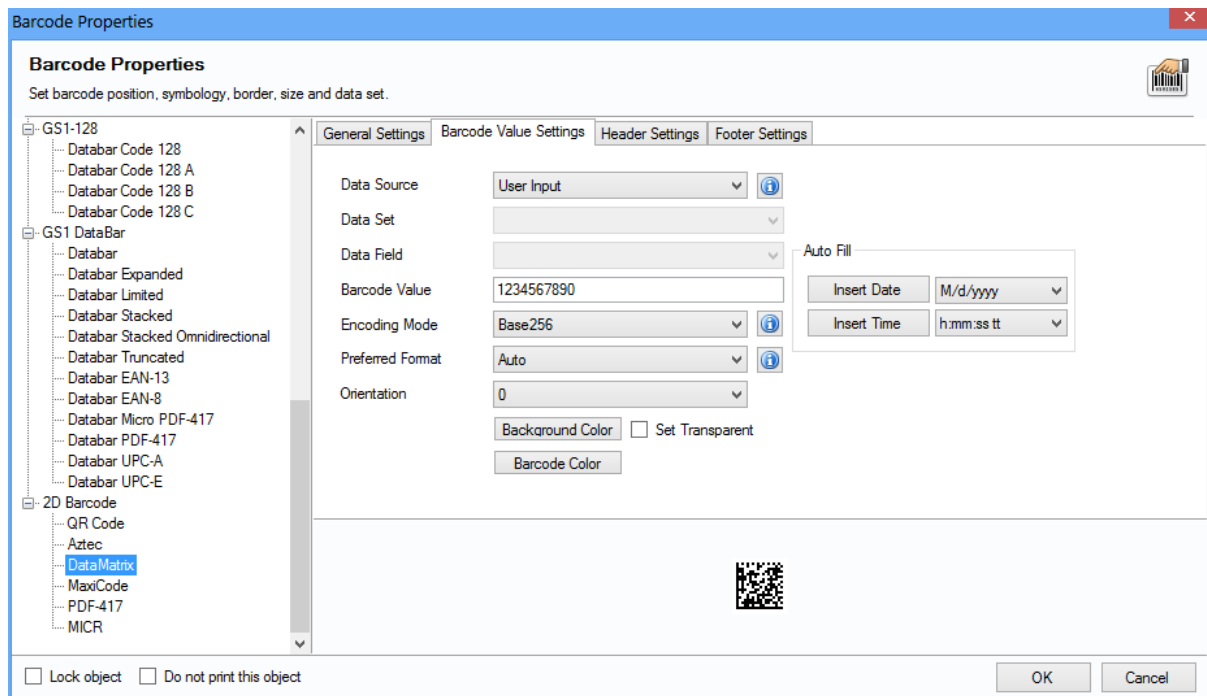 Barcode Properties
Barcode Properties
Set barcode position, symbology, border, size and data set.
GS1-128
Databar Code 128
Databar Code 128 A
Databar Code 128 B
Databar Code 128 C
GS1 DataBar
Databar
Databar Expanded
Databar Limited
Databar Stacked
Databar Stacked Omnidirectional
Databar Truncated
Databar EAN-13
Databar EAN-8
Databar Micro PDF-417
Databar PDF-417
Databar UPC-A
Databar UPC-E
2D Barcode
QR Code
Aztec
DataMatrix
MaxiCode
PDF-417
MICR
General Settings Barcode Value Settings Header Settings Footer Settings
Data Source User Input
Data Set
Data Field
Barcode Value 1234567890
Encoding Mode Base256
Preferred Format Auto
Orientation 0
Background Color Set Transparent
Barcode Color
Auto Fill
Insert Date M/d/yyyy
Insert Time h:mm:ss tt
Lock object Do not print this object
OK Cancel